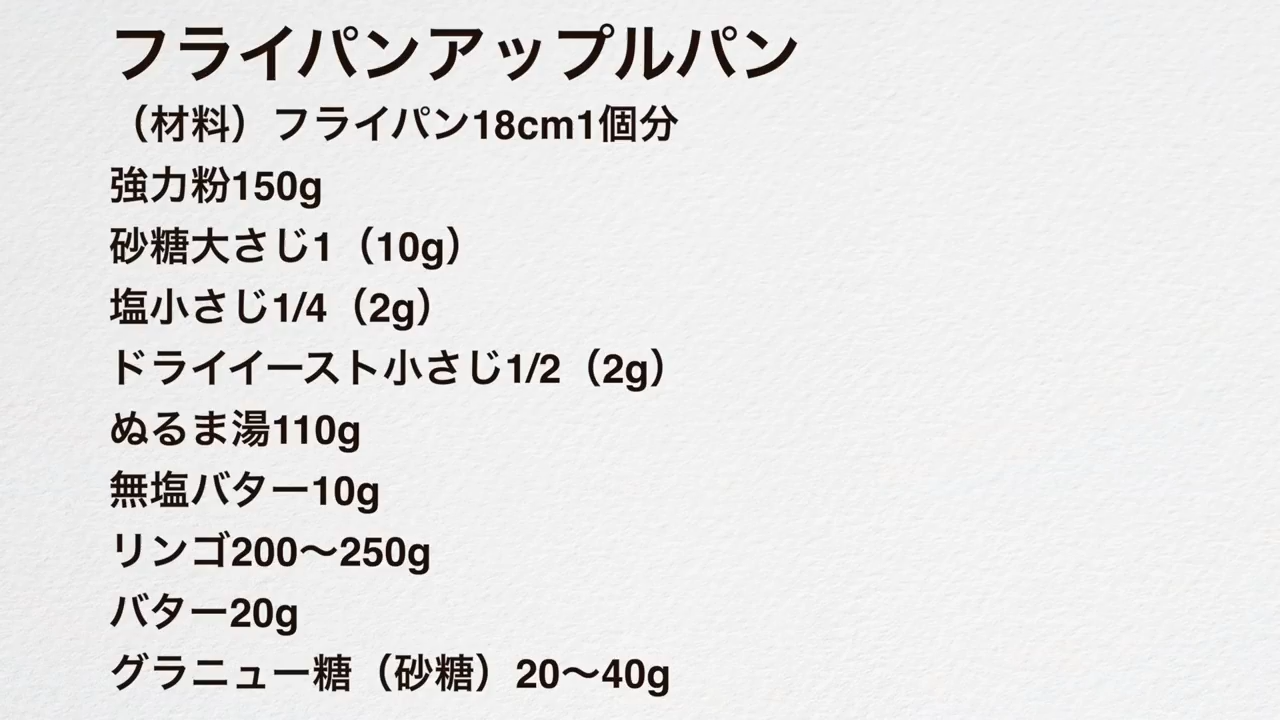 フライパンアップルパン
（材料）フライパン18cm1個分
強力粉150g
砂糖大さじ1（10g）
塩小さじ1/4（2g）
ドライイースト小さじ1/2（2g）
ぬるま湯110g
無塩バター10g
リンゴ200〜250g
バター20g
グラニュー糖（砂糖）20〜40g